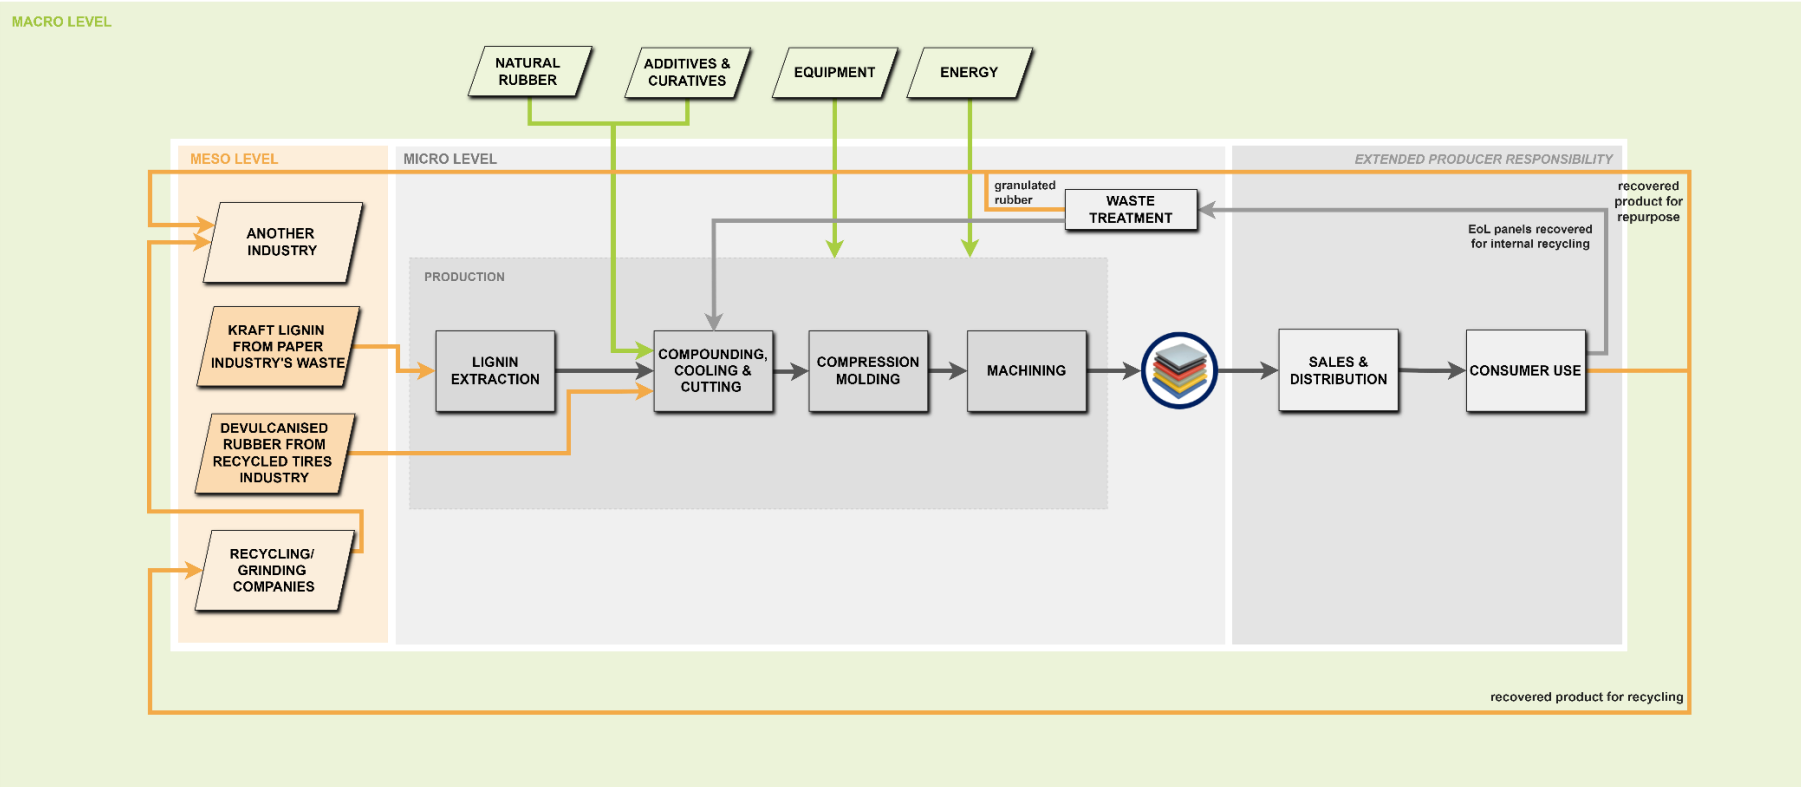 MACRO LEVEL
NATURAL
RUBBER
ADDITIVES &
CURATIVES
EQUIPMENT
ENERGY
MESO LEVEL
MICRO LEVEL
EXTENDED PRODUCER RESPONSIBILITY
granulated
rubber
WASTE
TREATMENT
recovered
product for
repurpose
EoL panels recovered
for internal recycling
ANOTHER
INDUSTRY
PRODUCTION
KRAFT LIGNIN
FROM PAPER
INDUSTRY'S WASTE
LIGNIN
EXTRACTION
COMPOUNDING,
COOLING &
CUTTING
COMPRESSION
MOLDING
MACHINING
SALES &
DISTRIBUTION
CONSUMER USE
DEVULCANISED
RUBBER FROM
RECYCLED TIRES
INDUSTRY
RECYCLING/
GRINDING
COMPANIES
recovered product for recycling